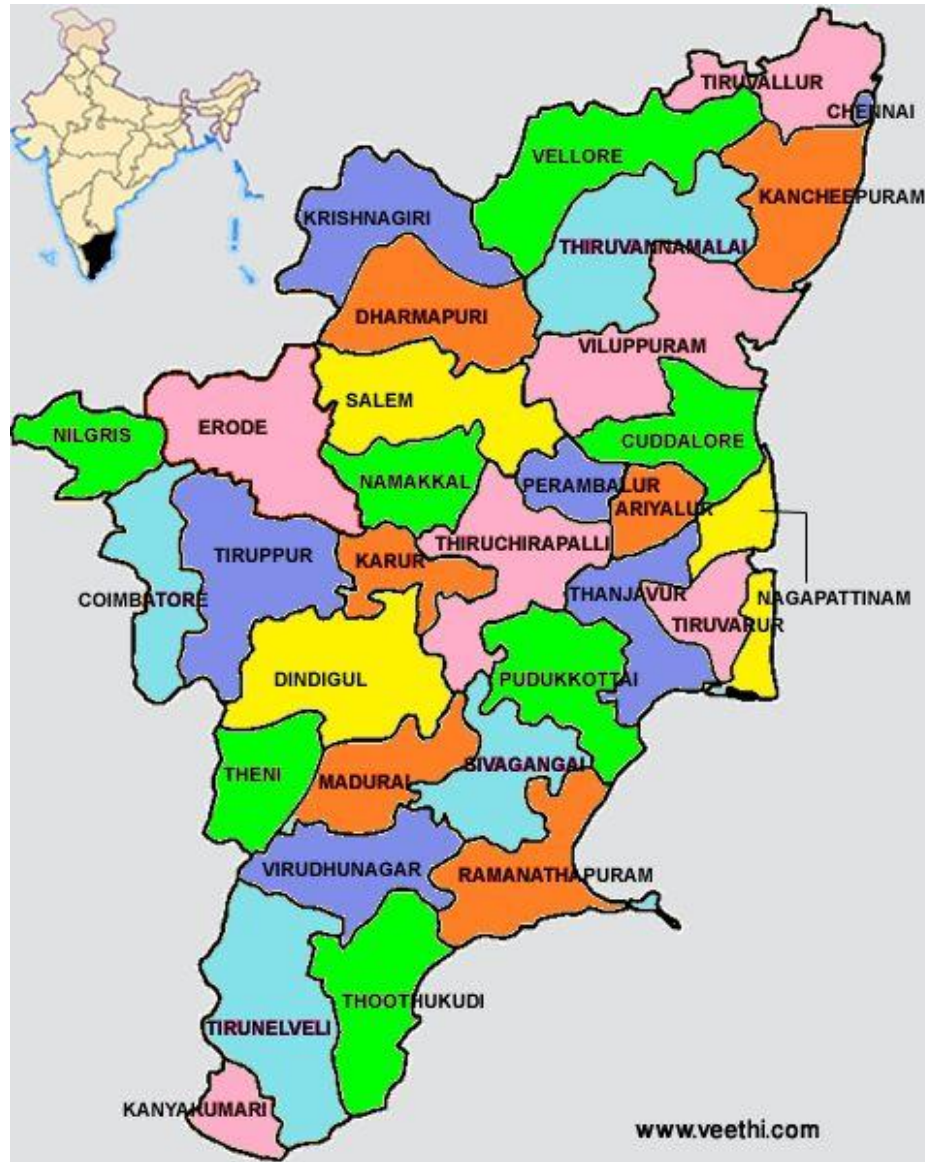 TIRUVALLUR
CHENNAI
VELLORE
KANCHEEPURAM
KRISHNAGIRI
THIRUVANNAMALAI
DHARMAPURI
VILUPPURAM
SALEM
ERODE
NILGRIS
CUDDALORE
NAMAKKAL
PERAMBALUR
ARIYALUR
THIRUCHIRAPALLI
TIRUPPUR
KARUR
COIMBATORE
THANJAVUR
NAGAPATTINAM
TIRUVARUR
DINDIGUL
PUDUKKOTTAI
SIVAGANGAI
THENI
MADURAI
VIRUDHUNAGAR
RAMANATHAPURAM
THOOTHUKUDI
TIRUNELVELI
KANYAKUMARI
www.veethi.com